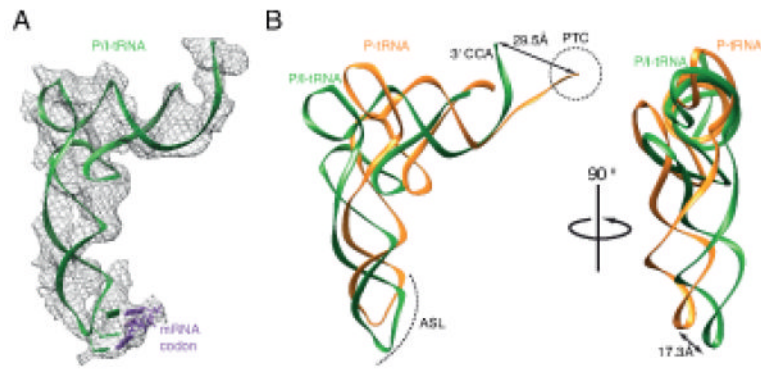 A
P/I-tRNA
mRNA
codon
B
P-tRNA
P/I-tRNA
3' CCA
29.5Å
PTC
ASL
90°
P-tRNA
P/I-tRNA
17.3Å